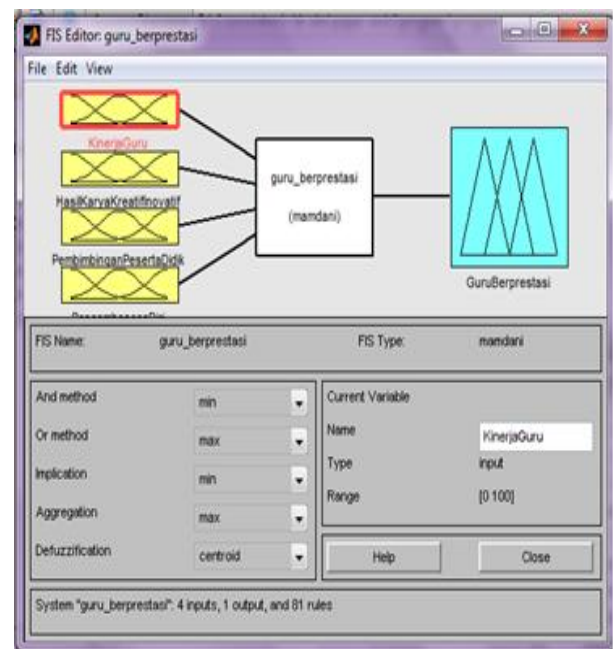 FIS Editor: guru_berprestasi
File Edit View
KinerjaGuru
HasilKaryaKreatifInovatif
PembimbinganPesertaDidik
guru_berprestasi
(mamdani)
GuruBerprestasi
FIS Name: guru_berprestasi FIS Type: mamdani
And method min
Or method max
Implication min
Aggregation max
Defuzzification centroid
Current Variable
Name KinerjaGuru
Type input
Range [0 100]
Help Close
System "guru_berprestasi": 4 inputs, 1 output, and 81 rules